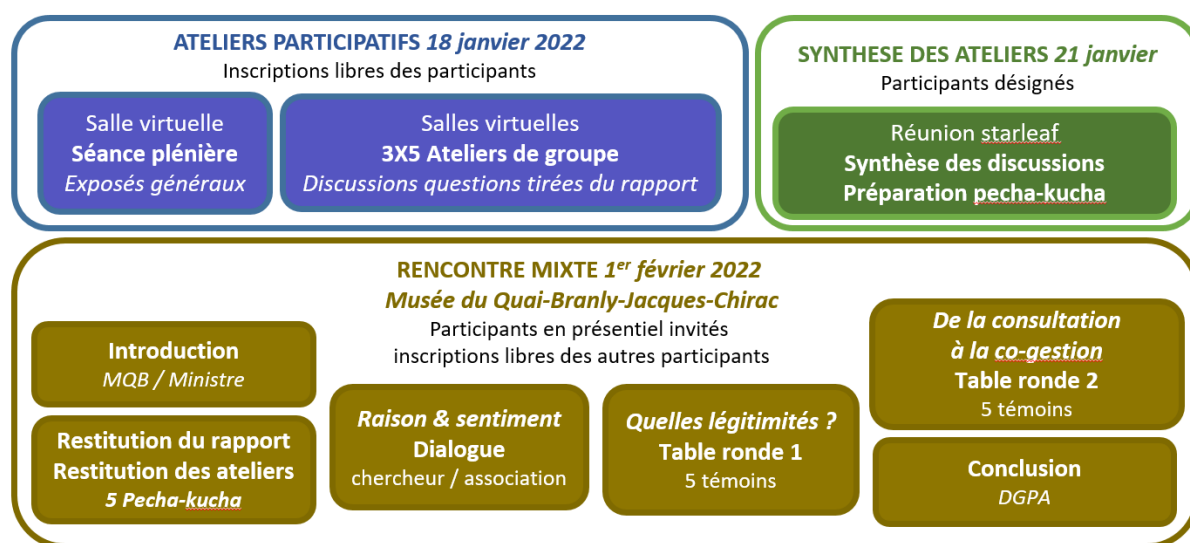 ATELIERS PARTICIPATIFS 18 janvier 2022
Inscriptions libres des participants
Salle virtuelle
Séance plénière
Exposés généraux
Salles virtuelles
3X5 Ateliers de groupe
Discussions questions tirées du rapport
SYNTHESE DES ATELIERS 21 janvier
Participants désignés
Réunion starleaf
Synthèse des discussions
Préparation pecha-kucha
RENCONTRE MIXTE 1er février 2022
Musée du Quai-Branly-Jacques-Chirac
Participants en présentiel invités
inscriptions libres des autres participants
Introduction
MQB / Ministre
Restitution du rapport
Restitution des ateliers
5 Pecha-kucha
Raison & sentiment
Dialogue
chercheur / association
Quelles légitimités ?
Table ronde 1
5 témoins
De la consultation
à la co-gestion
Table ronde 2
5 témoins
Conclusion
DGPA